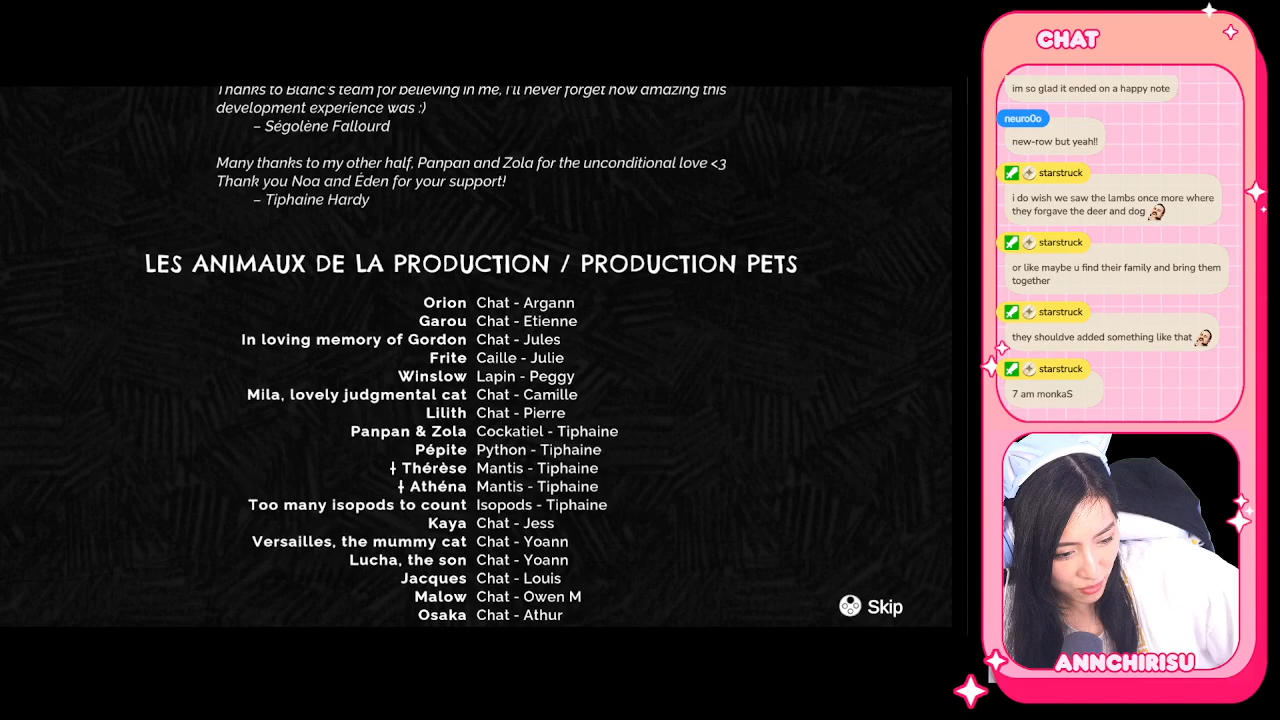 Thanks to Blanc's team for believing in me, I'll never forget how amazing this
development experience was :)
– Ségolène Fallourd
Many thanks to my other half, Panpan and Zola for the unconditional love <3
Thank you Noa and Éden for your support!
– Tiphaine Hardy
LES ANIMAUX DE LA PRODUCTION / PRODUCTION PETS
Orion Chat - Argann
Garou Chat - Etienne
In loving memory of Gordon Chat - Jules
Frite Caille - Julie
Winslow Lapin - Peggy
Mila, lovely judgmental cat Chat - Camille
Lilith Chat - Pierre
Panpan & Zola Cockatiel - Tiphaine
Pépite Python - Tiphaine
ɫ Thérèse Mantis - Tiphaine
ɫ Athéna Mantis - Tiphaine
Too many isopods to count Isopods - Tiphaine
Kaya Chat - Jess
Versailles, the mummy cat Chat - Yoann
Lucha, the son Chat - Yoann
Jacques Chat - Louis
Malow Chat - Owen M
Osaka Chat - Athur
Skip
CHAT
im so glad it ended on a happy note
neuro0o
new-row but yeah!!
starstruck
i do wish we saw the lambs once more where
they forgave the deer and dog
starstruck
or like maybe u find their family and bring them
together
starstruck
they shouldve added something like that
starstruck
7 am monkaS
ANNCHIRISU